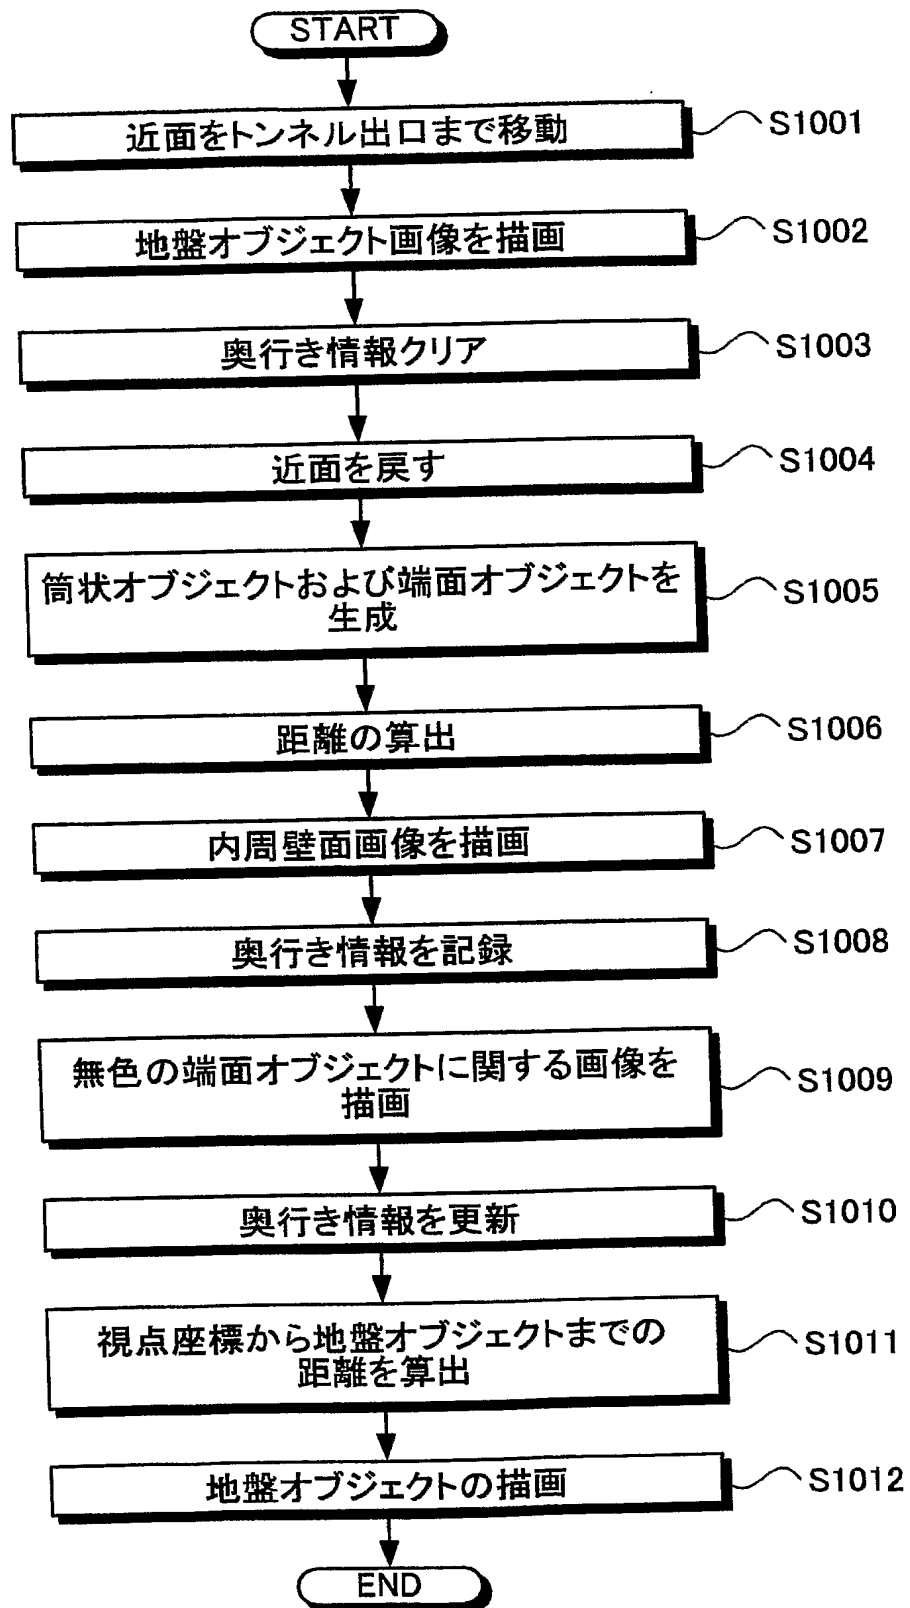 START
近面をトンネル出口まで移動
S1001
地盤オブジェクト画像を描画
S1002
奥行き情報クリア
S1003
近面を戻す
S1004
筒状オブジェクトおよび端面オブジェクトを
生成
S1005
距離の算出
S1006
内周壁面画像を描画
S1007
奥行き情報を記録
S1008
無色の端面オブジェクトに関する画像を
描画
S1009
奥行き情報を更新
S1010
視点座標から地盤オブジェクトまでの
距離を算出
S1011
地盤オブジェクトの描画
S1012
END